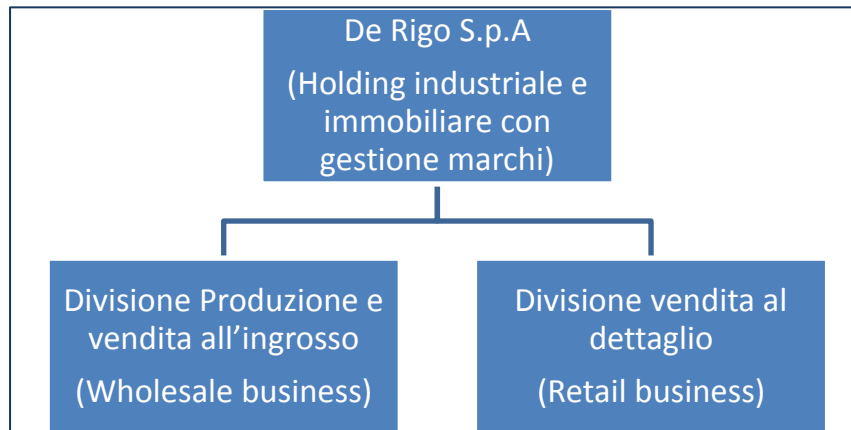 De Rigo S.p.A
(Holding industriale e
immobiliare con
gestione marchi)
Divisione Produzione e
vendita all’ingrosso
(Wholesale business)
Divisione vendita al
dettaglio
(Retail business)